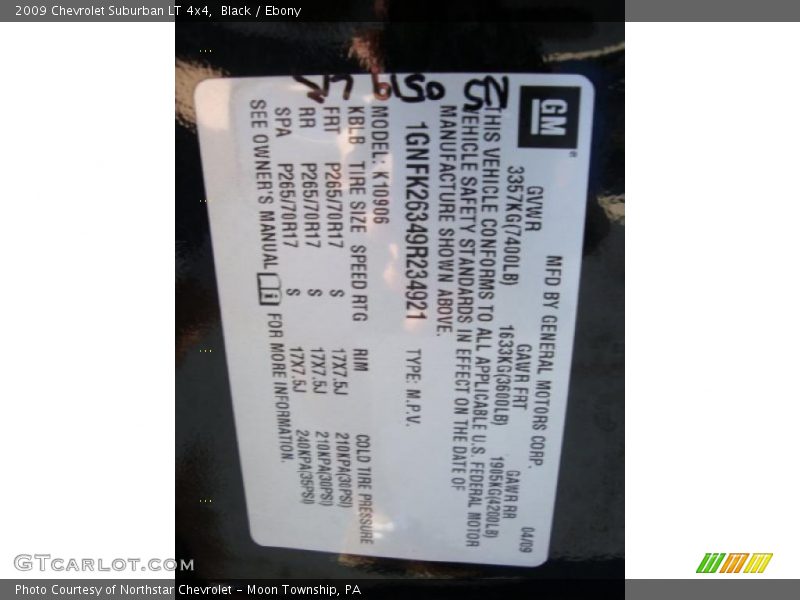 2009 Chevrolet Suburban LT 4x4,  Black / Ebony
GM
MFD BY GENERAL MOTORS CORP.
04/09
GVWR GAWR FRT GAWR RR
3357KG(7400LB) 1633KG(3600LB) 1905KG(4200LB)
THIS VEHICLE CONFORMS TO ALL APPLICABLE U.S. FEDERAL MOTOR
VEHICLE SAFETY STANDARDS IN EFFECT ON THE DATE OF
MANUFACTURE SHOWN ABOVE.
1GNFK26349R234921 TYPE: M.P.V.
MODEL: K10906
KBLB TIRE SIZE SPEED RTG RIM COLD TIRE PRESSURE
FRT P265/70R17 S 17X7.5J 210KPA(30PSI)
RR P265/70R17 S 17X7.5J 210KPA(30PSI)
SPA P265/70R17 S 17X7.5J 240KPA(35PSI)
SEE OWNER'S MANUAL FOR MORE INFORMATION.
GTcarlot.com
Photo Courtesy of Northstar Chevrolet – Moon Township, PA